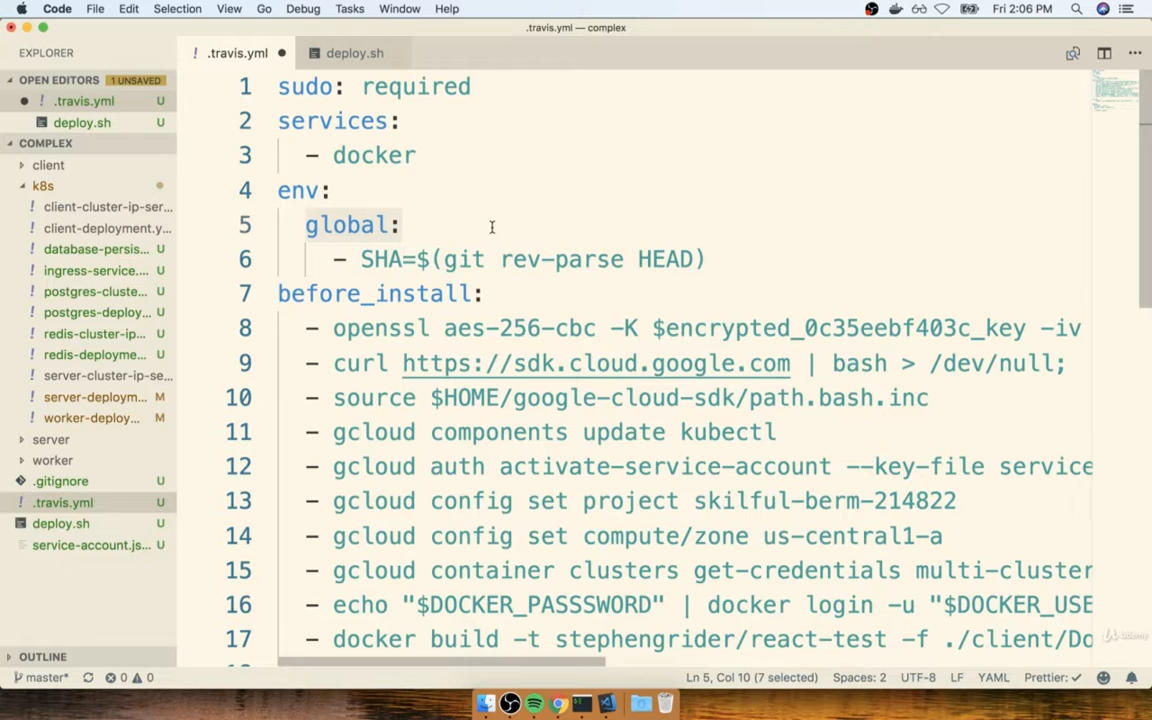 Code File Edit Selection View Go Debug Tasks Window Help Fri 2:06 PM
.travis.yml — complex
EXPLORER
! .travis.yml
deploy.sh
OPEN EDITORS 1 UNSAVED
! .travis.yml U
deploy.sh U
COMPLEX
client
k8s
! client-cluster-ip-ser...
! client-deployment.y...
! database-persis... U
! ingress-service.... U
! postgres-cluste... U
! postgres-deploy... U
! redis-cluster-ip... U
! redis-deployme... U
! server-cluster-ip-se...
! server-deploym... M
! worker-deploy... M
server
worker
.gitignore U
! .travis.yml U
deploy.sh U
service-account.js... U
OUTLINE
1 sudo: required
2 services:
3 - docker
4 env:
5 global:
6 - SHA=$(git rev-parse HEAD)
7 before_install:
8 - openssl aes-256-cbc -K $encrypted_0c35eebf403c_key -iv
9 - curl https://sdk.cloud.google.com | bash > /dev/null;
10 - source $HOME/google-cloud-sdk/path.bash.inc
11 - gcloud components update kubectl
12 - gcloud auth activate-service-account --key-file service
13 - gcloud config set project skilful-berm-214822
14 - gcloud config set compute/zone us-central1-a
15 - gcloud container clusters get-credentials multi-cluster
16 - echo "$DOCKER_PASSSWORD" | docker login -u "$DOCKER_USE
17 - docker build -t stephengrider/react-test -f ./client/Do
Udemy
master* 0 0 Ln 5, Col 10 (7 selected) Spaces: 2 UTF-8 LF YAML Prettier: ✓